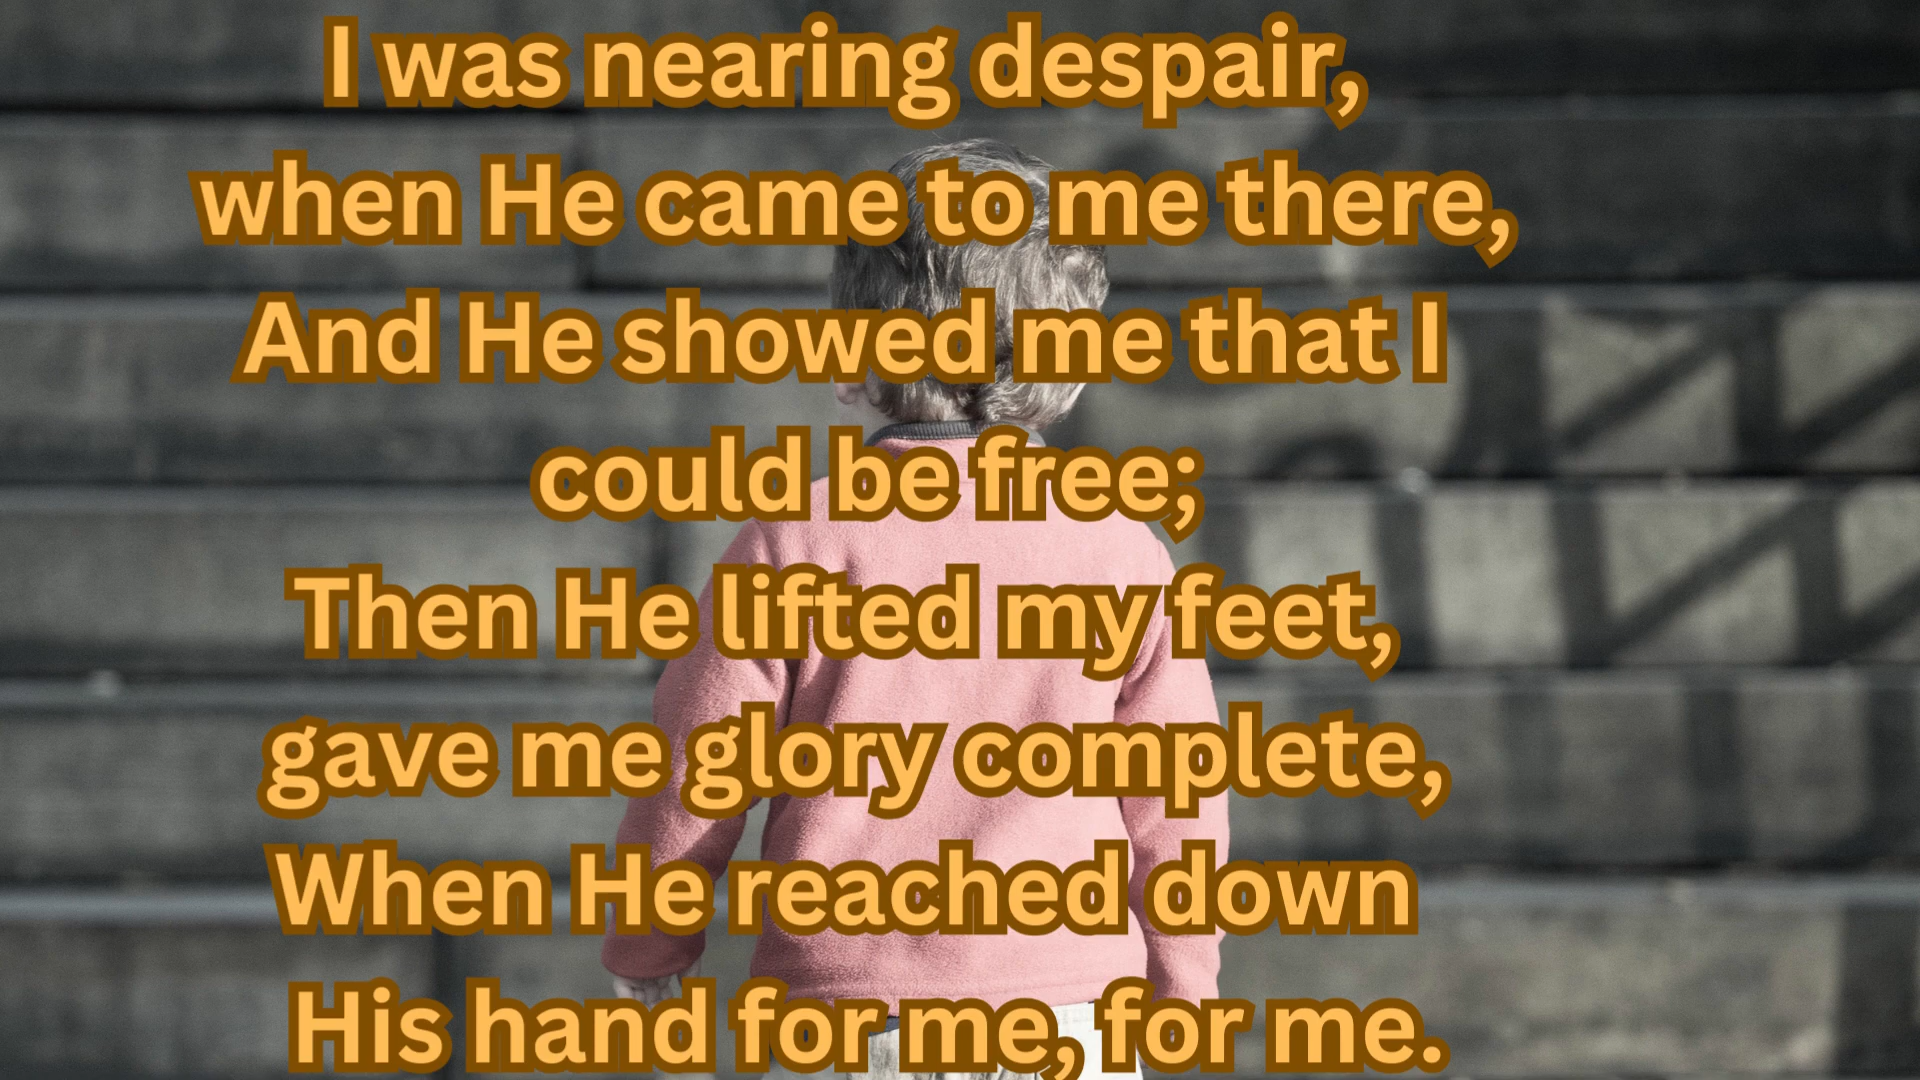 I was nearing despair,
when He came to me there,
And He showed me that I
could be free;
Then He lifted my feet,
gave me glory complete,
When He reached down
His hand for me, for me.